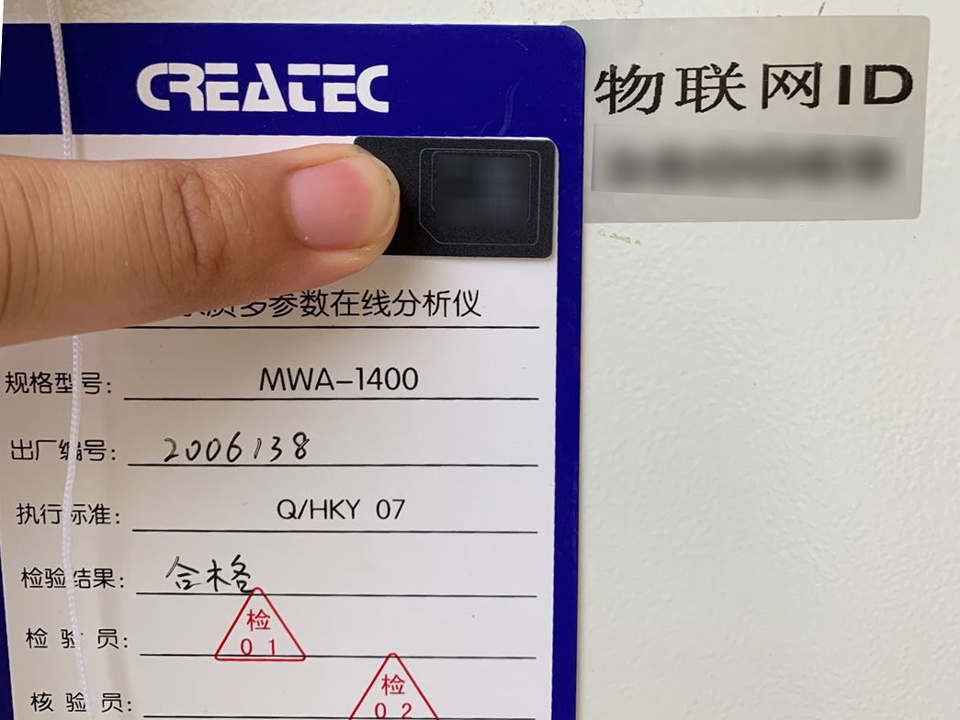 CREATEC
物联网ID
质多参数在线分析仪
规格型号: MWA-1400
出厂编号: 2006138
执行标准: Q/HKY 07
检验结果: 合格
检验员:
检
01
核验员:
检
02